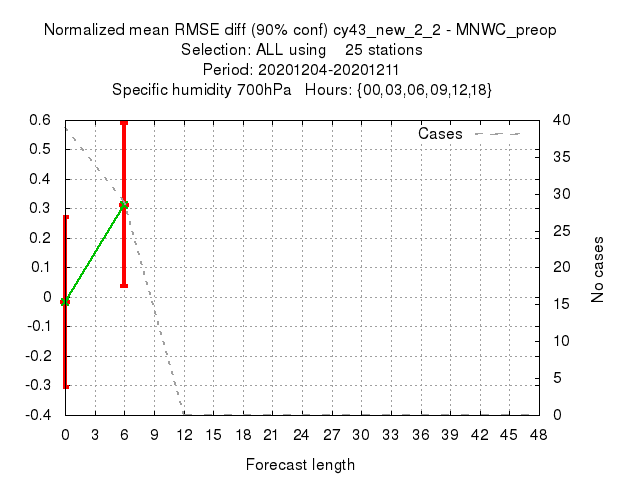 Normalized mean RMSE diff (90% conf) cy43_new_2_2 - MNWC_preop
Selection: ALL using 25 stations
Period: 20201204-20201211
Specific humidity 700hPa Hours: {00,03,06,09,12,18}
Cases
0.6
0.5
0.4
0.3
0.2
0.1
0
-0.1
-0.2
-0.3
-0.4
40
35
30
25
20
15
10
5
0
No cases
0 3 6 9 12 15 18 21 24 27 30 33 36 39 42 45 48
Forecast length